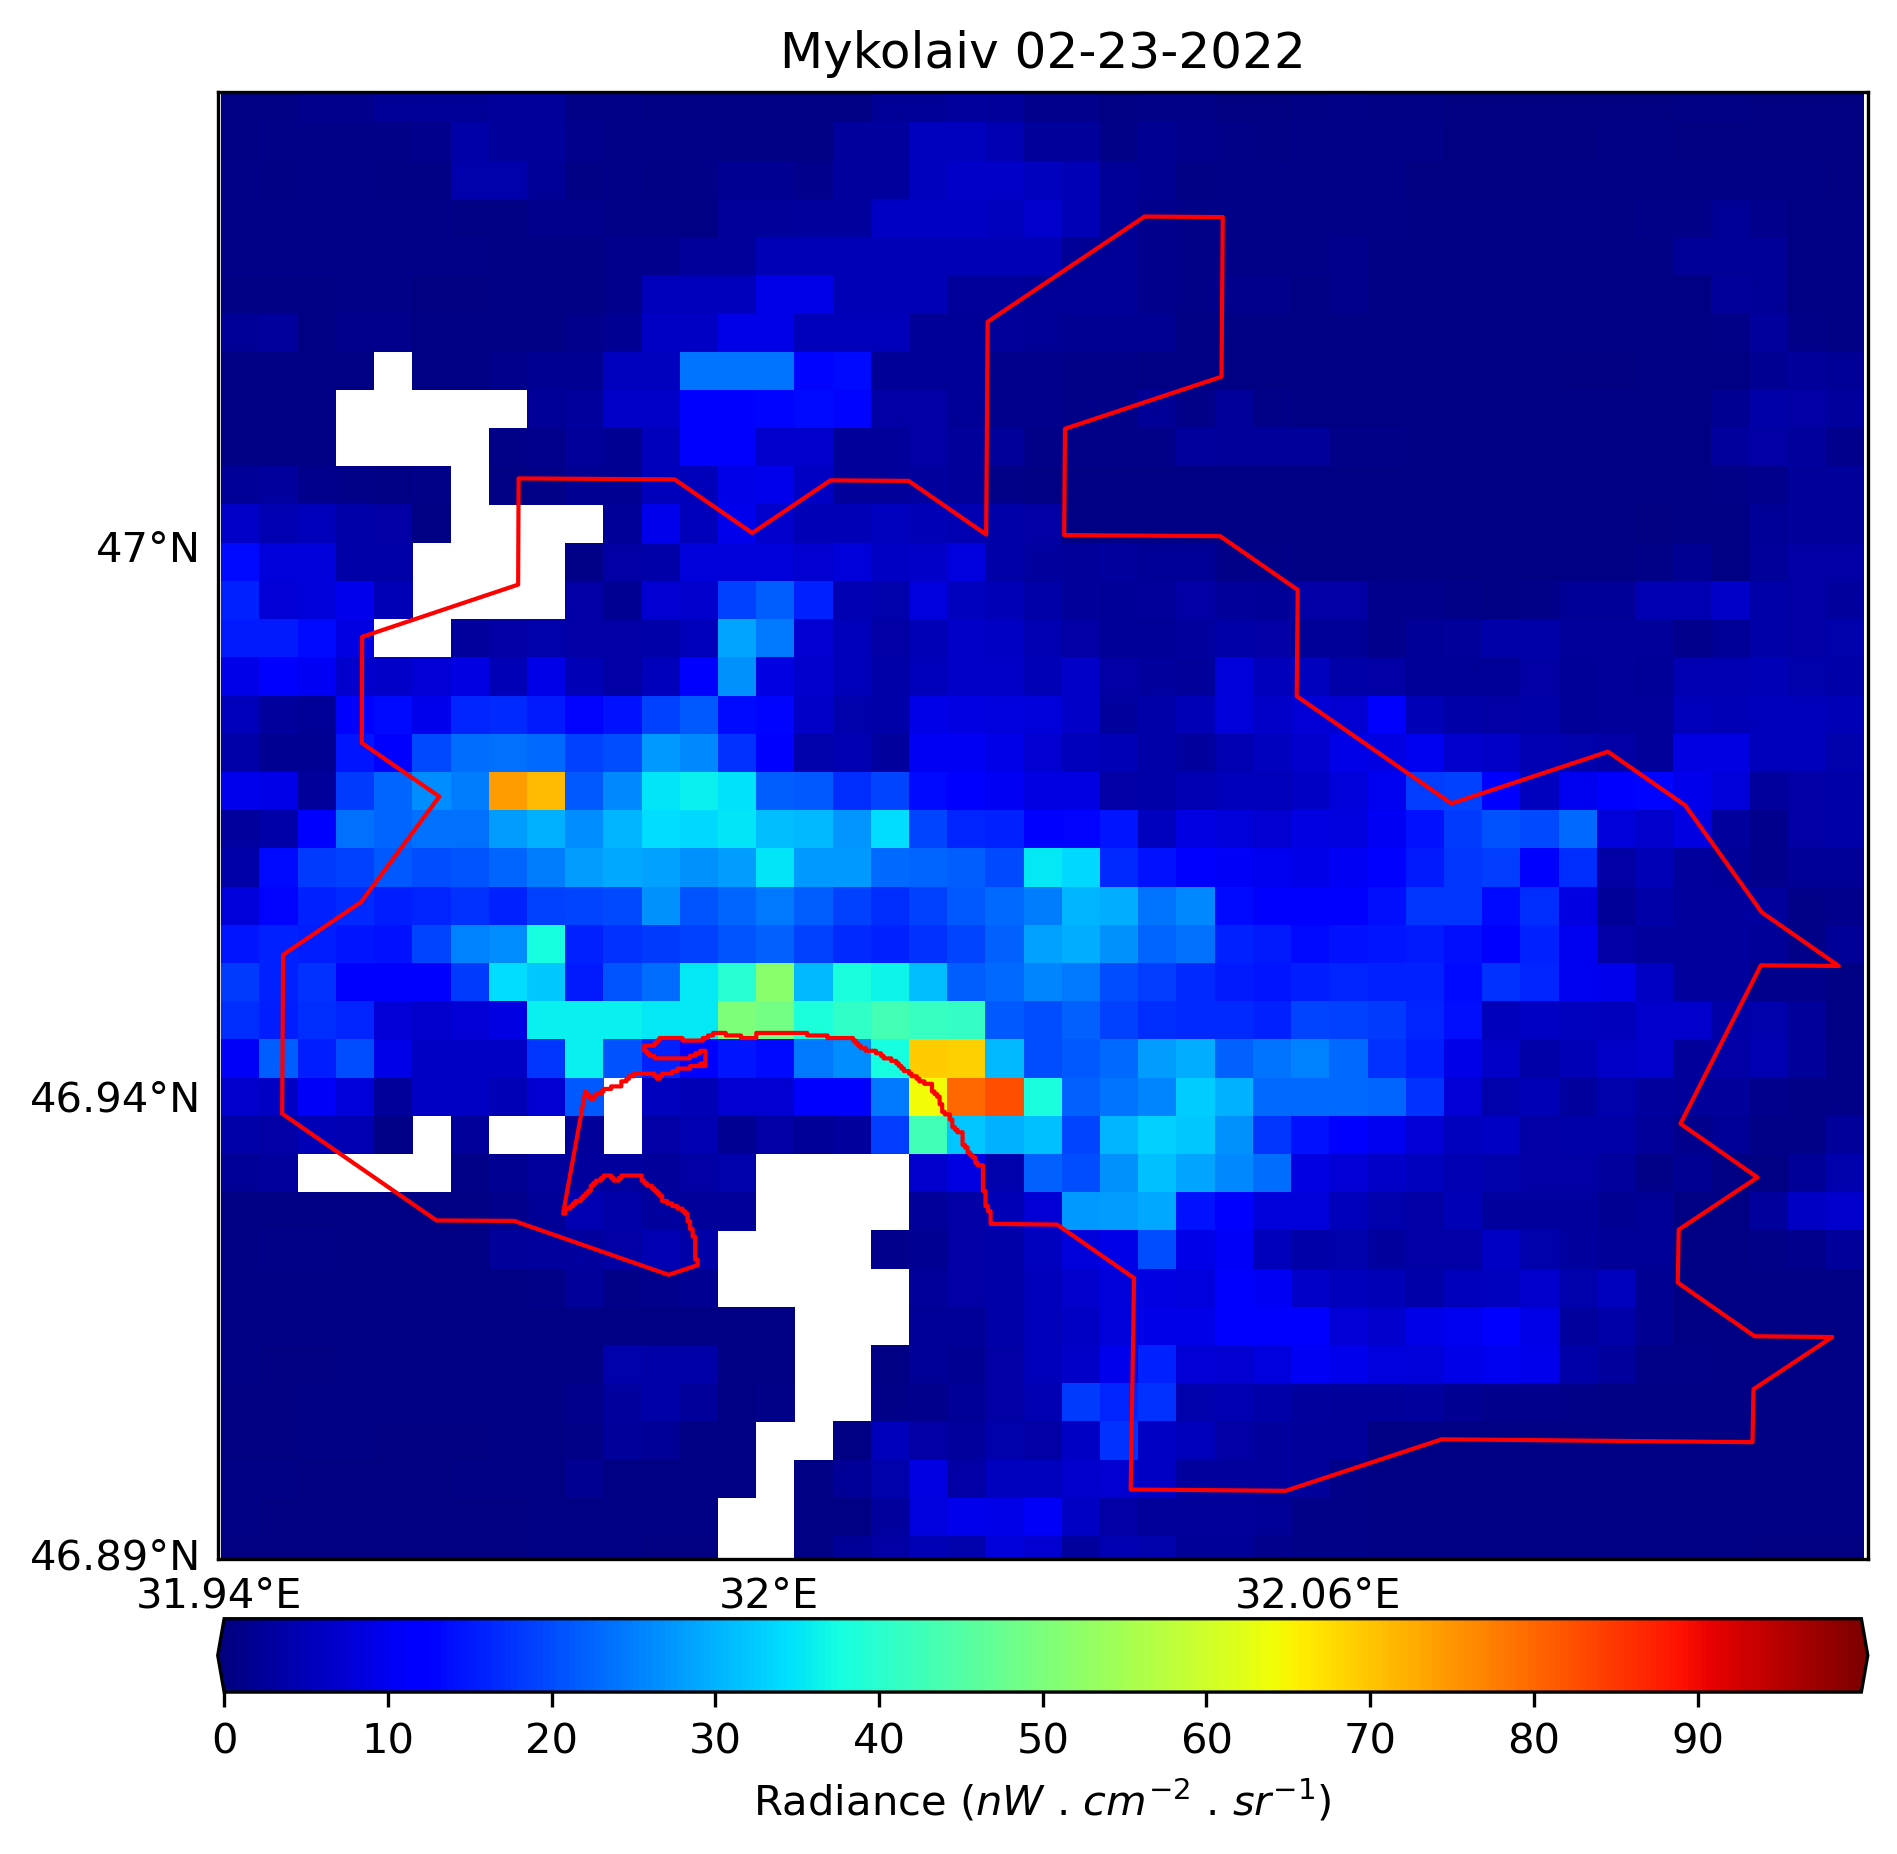 Mykolaiv 02-23-2022
47°N
46.94°N
46.89°N
31.94°E 32°E 32.06°E
0 10 20 30 40 50 60 70 80 90
Radiance (nW . cm⁻² . sr⁻¹)